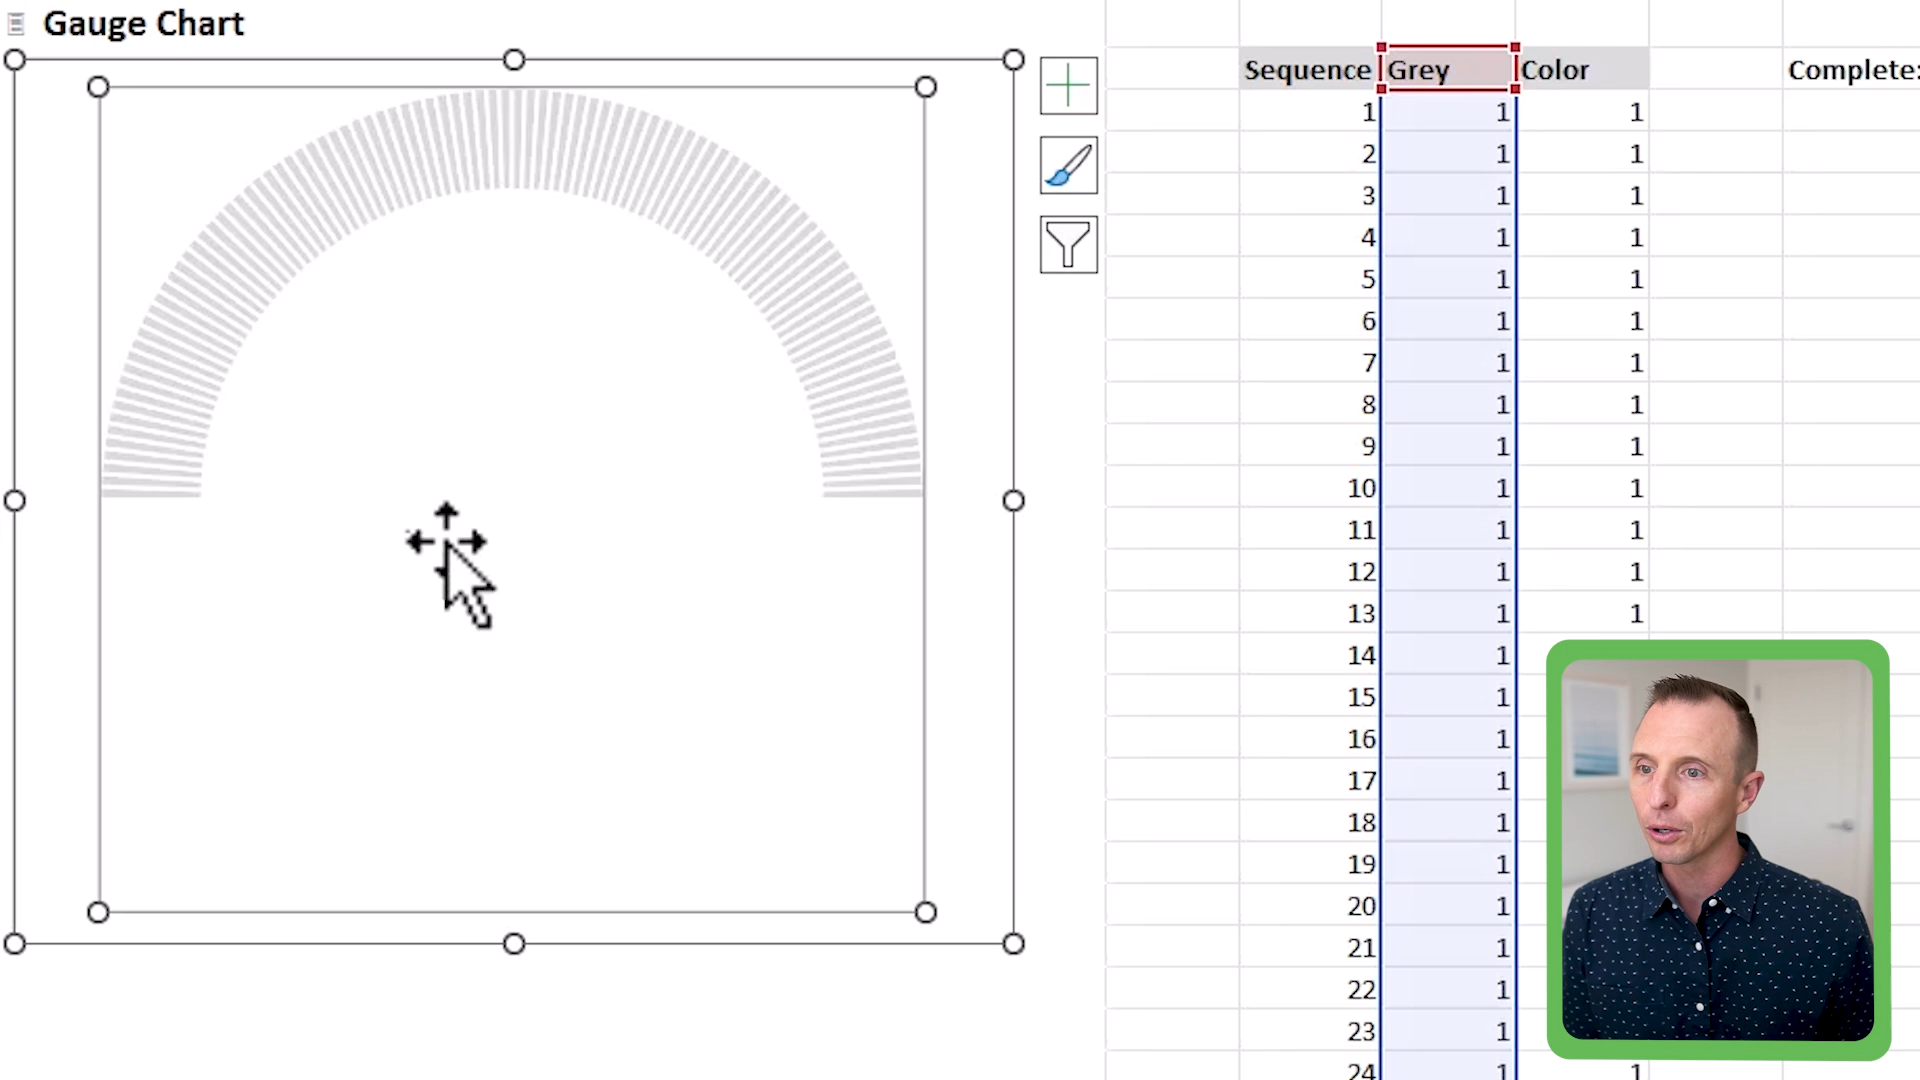 Gauge Chart
Sequence Grey Color Complete:
1 1 1
2 1 1
3 1 1
4 1 1
5 1 1
6 1 1
7 1 1
8 1 1
9 1 1
10 1 1
11 1 1
12 1 1
13 1 1
14 1
15 1
16 1
17 1
18 1
19 1
20 1
21 1
22 1
23 1
24 1 1